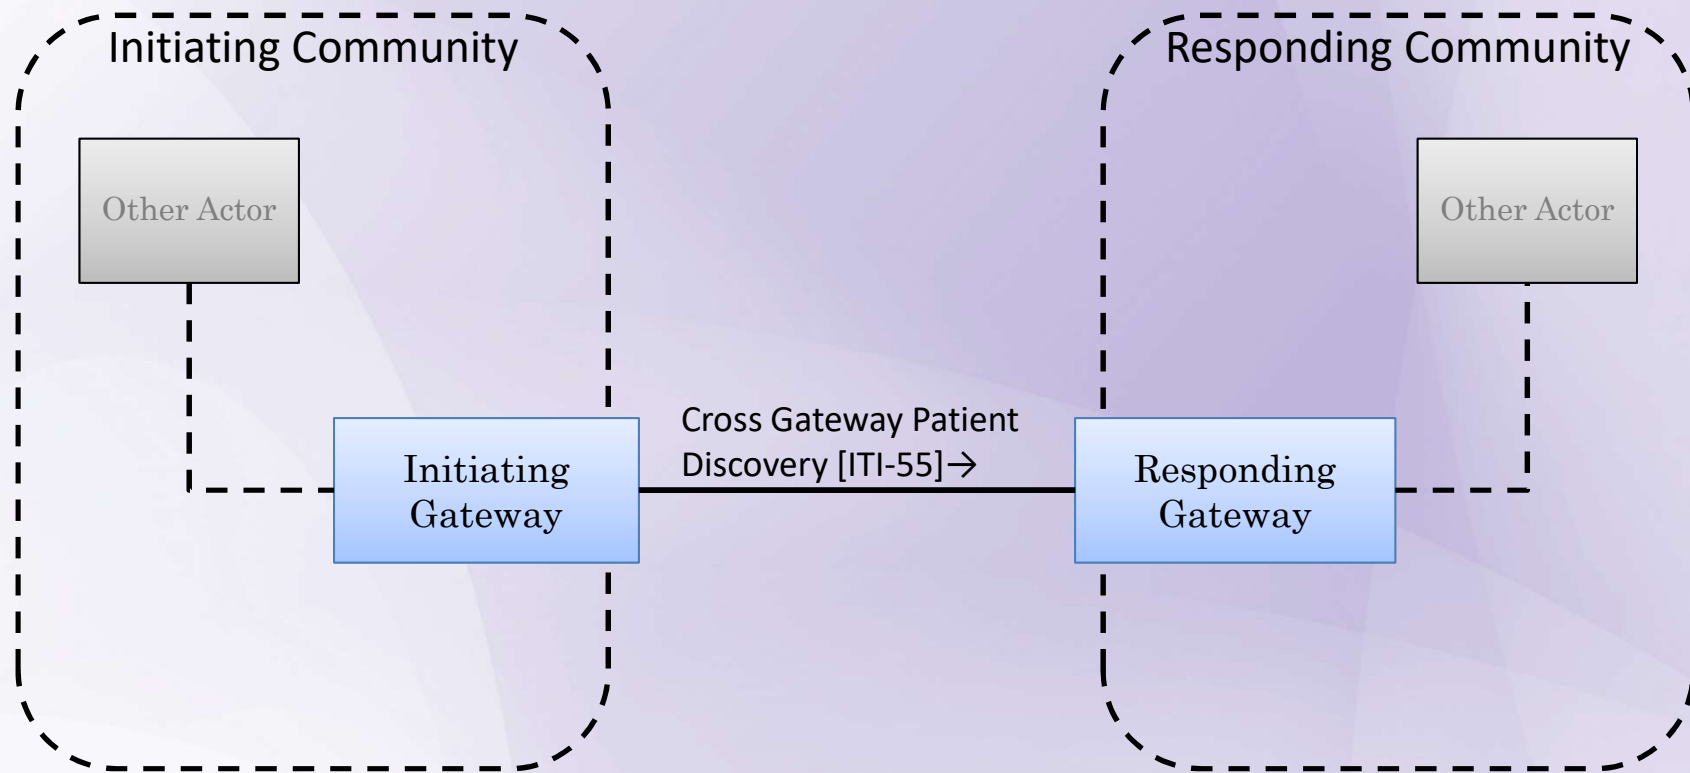 Initiating Community
Responding Community
Other Actor
Other Actor
Cross Gateway Patient
Discovery [ITI-55]→
Initiating
Gateway
Responding
Gateway